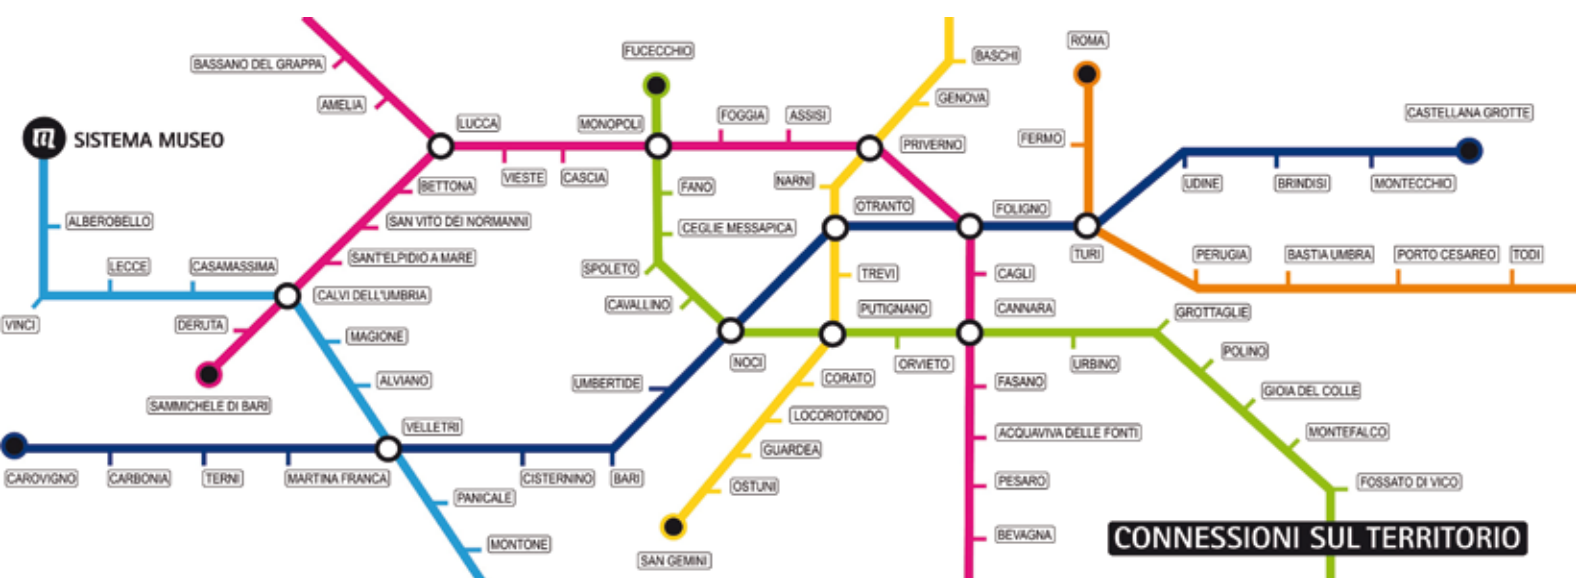 BASCHI
ROMA
FUCECCHIO
BASSANO DEL GRAPPA
GENOVA
AMELIA
CASTELLANA GROTTE
FOGGIA
ASSISI
LUCCA
MONOPOLI
SISTEMA MUSEO
FERMO
PRIVERNO
VIESTE
CASCIA
NARNI
UDINE
BRINDISI
MONTECCHIO
BETTONA
FANO
OTRANTO
FOLIGNO
ALBEROBELLO
SAN VITO DEI NORMANNI
CEGLIE MESSAPICA
TURI
PERUGIA
BASTIA UMBRA
PORTO CESAREO
TODI
SANT'ELPIDIO A MARE
LECCE
CASAMASSIMA
SPOLETO
TREVI
CAGLI
CALVI DELL'UMBRIA
CAVALLINO
PUTIGNANO
CANNARA
GROTTAGLIE
VINCI
DERUTA
MAGIONE
NOCI
ORVIETO
URBINO
POLINO
ALVIANO
UMBERTIDE
CORATO
FASANO
GIOIA DEL COLLE
SAMMICHELE DI BARI
LOCOROTONDO
VELLETRI
ACQUAVIVA DELLE FONTI
MONTEFALCO
GUARDEA
CAROVIGNO
CARBONIA
TERNI
MARTINA FRANCA
CISTERNINO
BARI
OSTUNI
PESARO
FOSSATO DI VICO
PANICALE
BEVAGNA
MONTONE
SAN GEMINI
CONNESSIONI SUL TERRITORIO